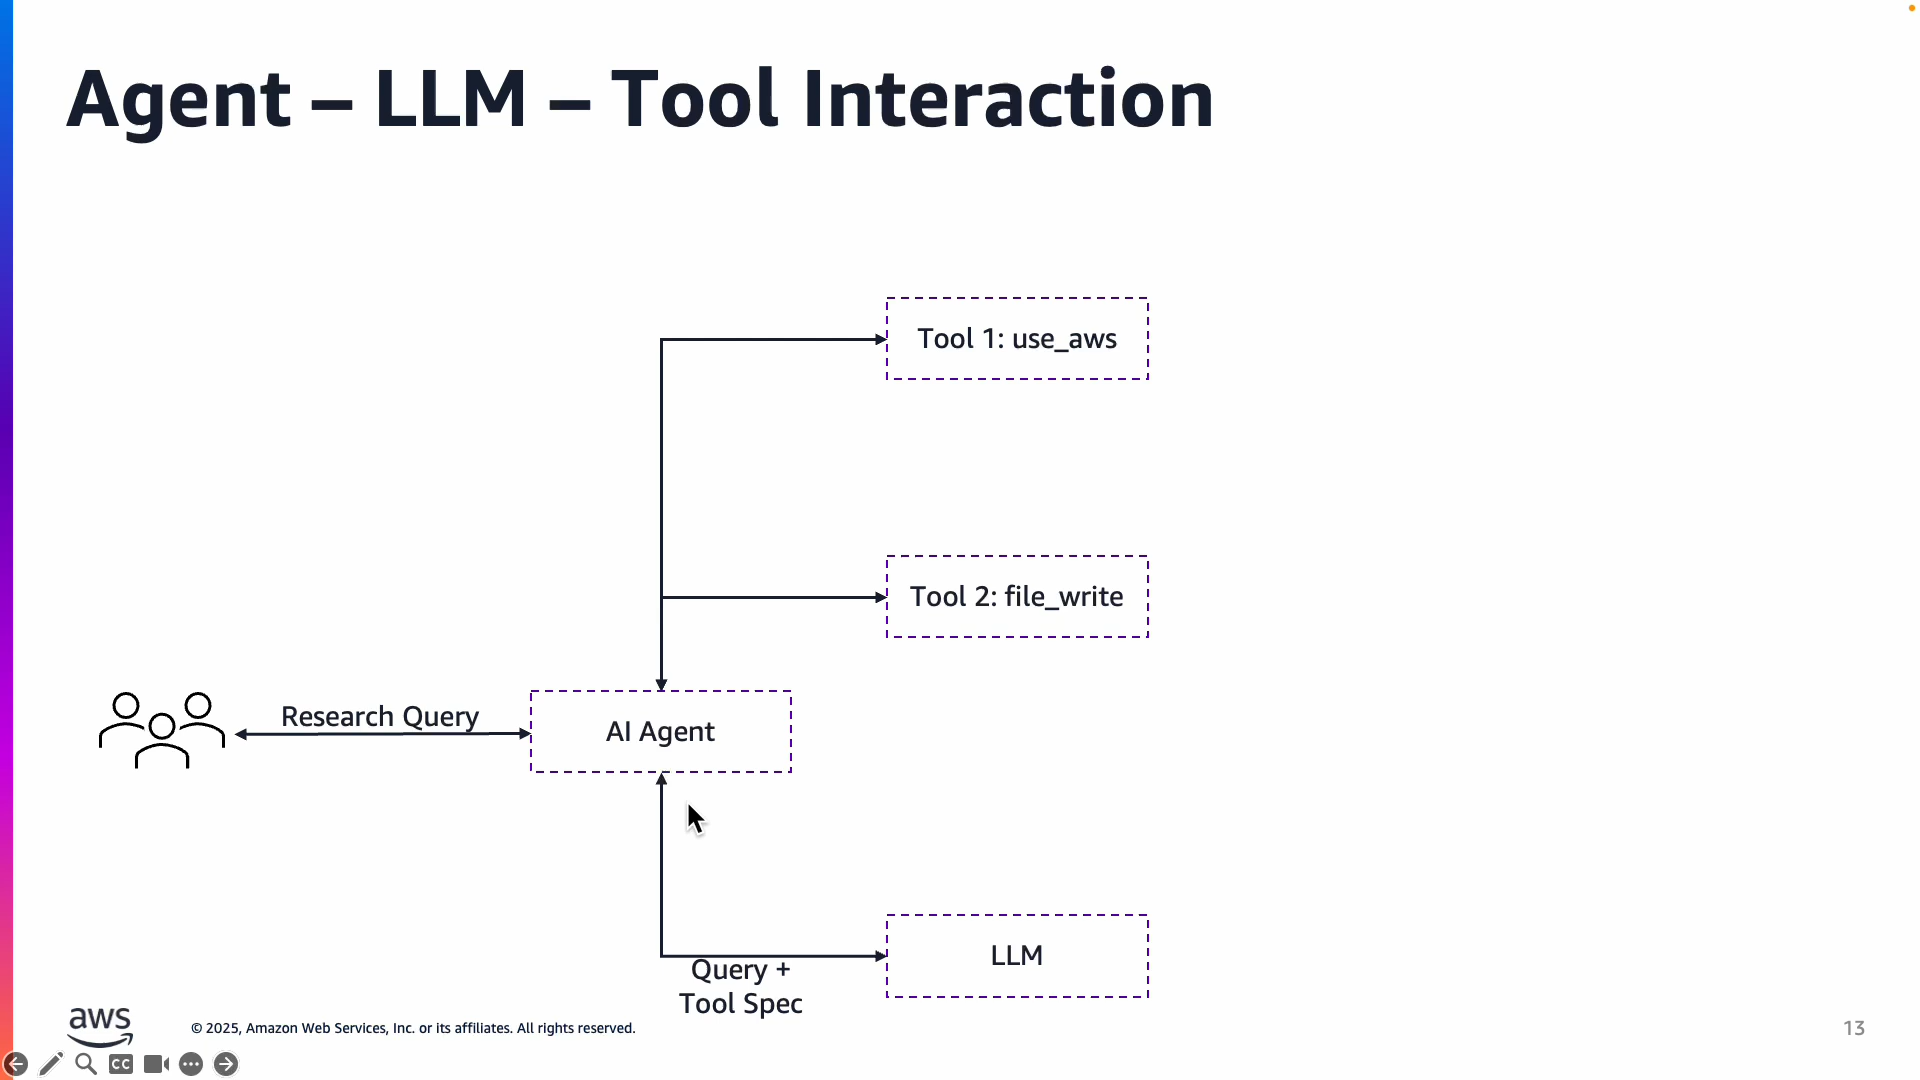 Agent – LLM – Tool Interaction
Tool 1: use_aws
Tool 2: file_write
Research Query
AI Agent
LLM
Query +
Tool Spec
aws
© 2025, Amazon Web Services, Inc. or its affiliates. All rights reserved.
13
CC